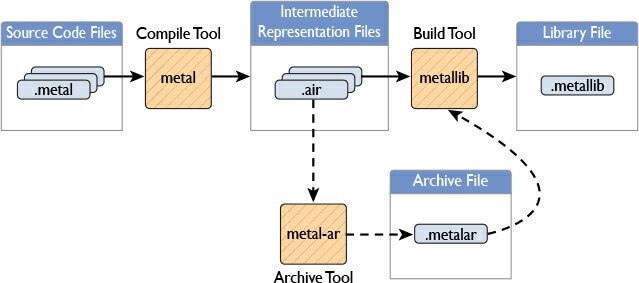 Source Code Files
.metal
Compile Tool
metal
Intermediate
Representation Files
.air
Build Tool
metallib
Library File
.metallib
metal-ar
Archive Tool
Archive File
.metalar